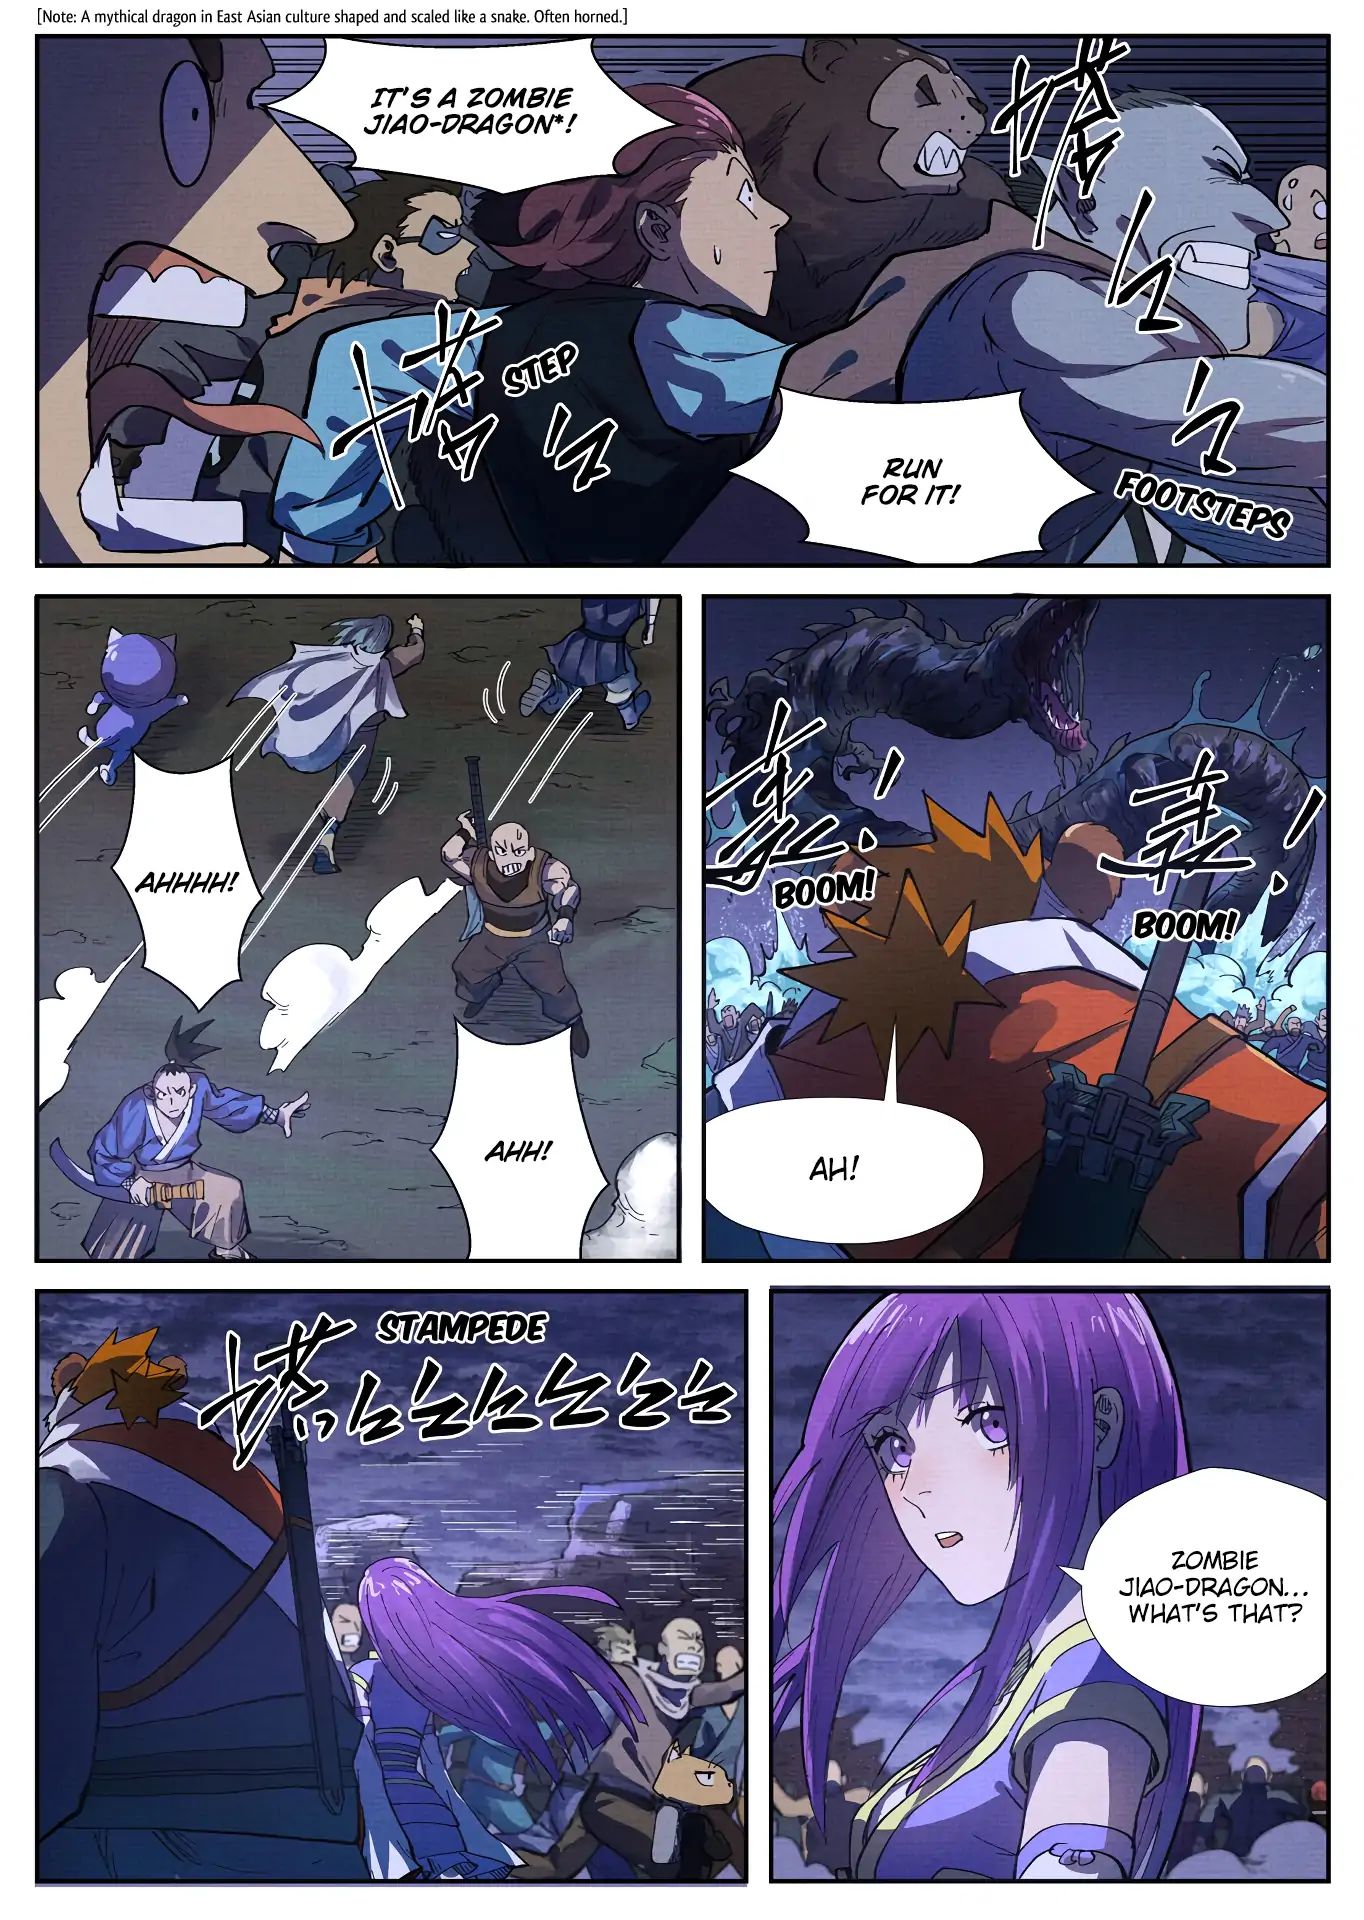 [Note: A mythical dragon in East Asian culture shaped and scaled like a snake. Often horned.]
IT'S A ZOMBIE
JIAO-DRAGON*!
STEP
RUN
FOR IT!
FOOTSTEPS
AHHHH!
AHH!
BOOM!
BOOM!
AH!
STAMPEDE
ZOMBIE
JIAO-DRAGON...
WHAT'S THAT?